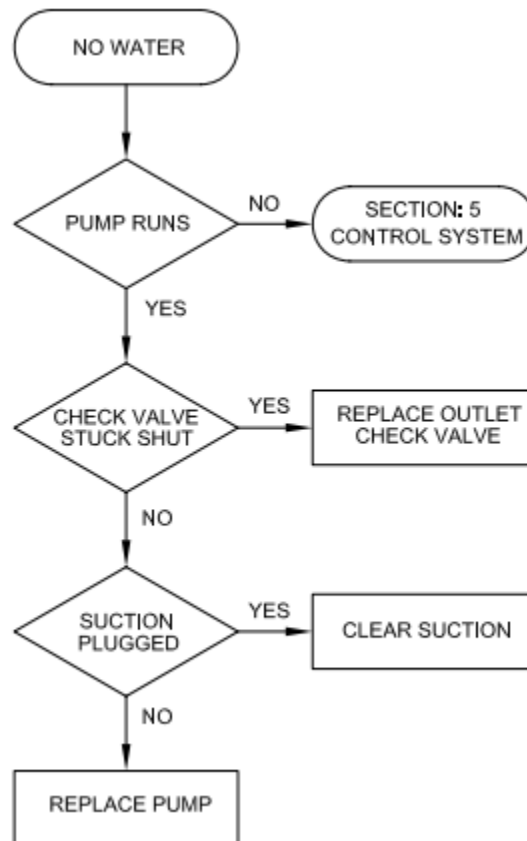 NO WATER
PUMP RUNS
NO
SECTION: 5
CONTROL SYSTEM
YES
CHECK VALVE
STUCK SHUT
YES
REPLACE OUTLET
CHECK VALVE
NO
SUCTION
PLUGGED
YES
CLEAR SUCTION
NO
REPLACE PUMP